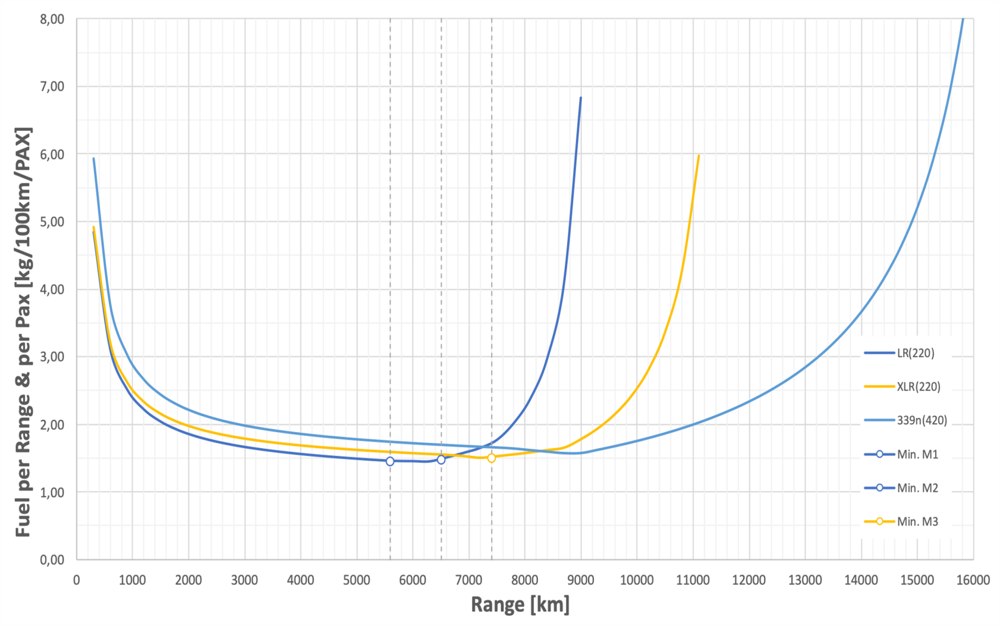 Fuel per Range & per Pax [kg/100km/PAX]
8,00
7,00
6,00
5,00
4,00
3,00
2,00
1,00
0,00
0 1000 2000 3000 4000 5000 6000 7000 8000 9000 10000 11000 12000 13000 14000 15000 16000
Range [km]
LR(220)
XLR(220)
339n(420)
Min. M1
Min. M2
Min. M3